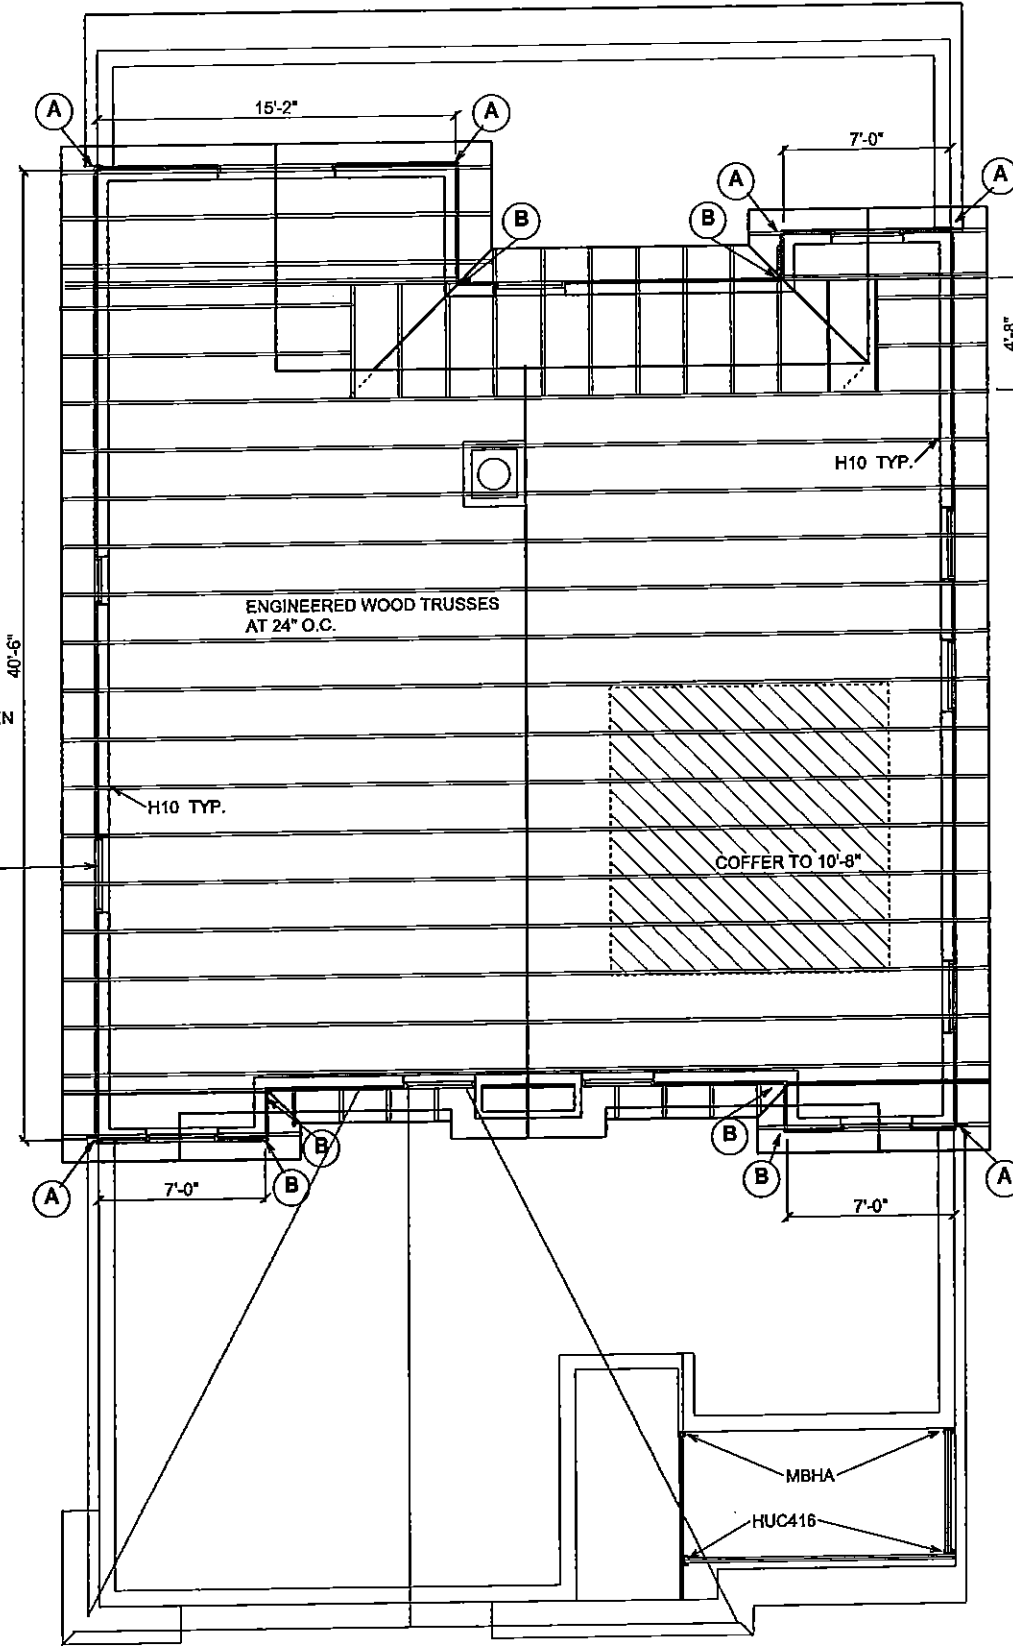 15'-2"
A
A
7'-0"
A
A
B
B
4'-8"
H10 TYP.
ENGINEERED WOOD TRUSSES
AT 24" O.C.
40'-6"
EN
H10 TYP.
COFFER TO 10'-8"
B
B
A
B
B
A
7'-0"
7'-0"
MBHA
HUC416